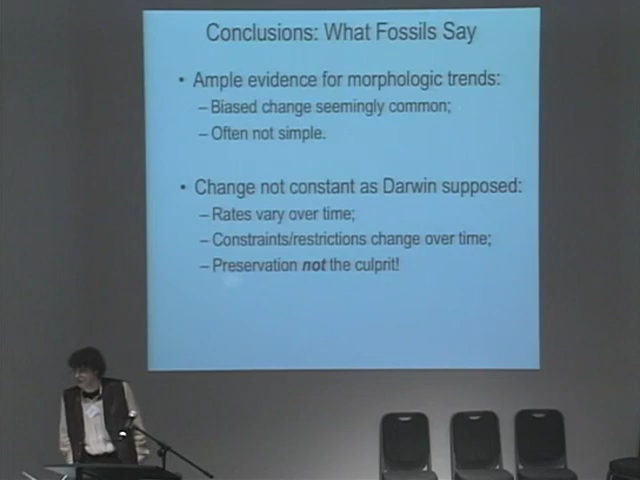 Conclusions: What Fossils Say
• Ample evidence for morphologic trends:
– Biased change seemingly common;
– Often not simple.
• Change not constant as Darwin supposed:
– Rates vary over time;
– Constraints/restrictions change over time;
– Preservation not the culprit!